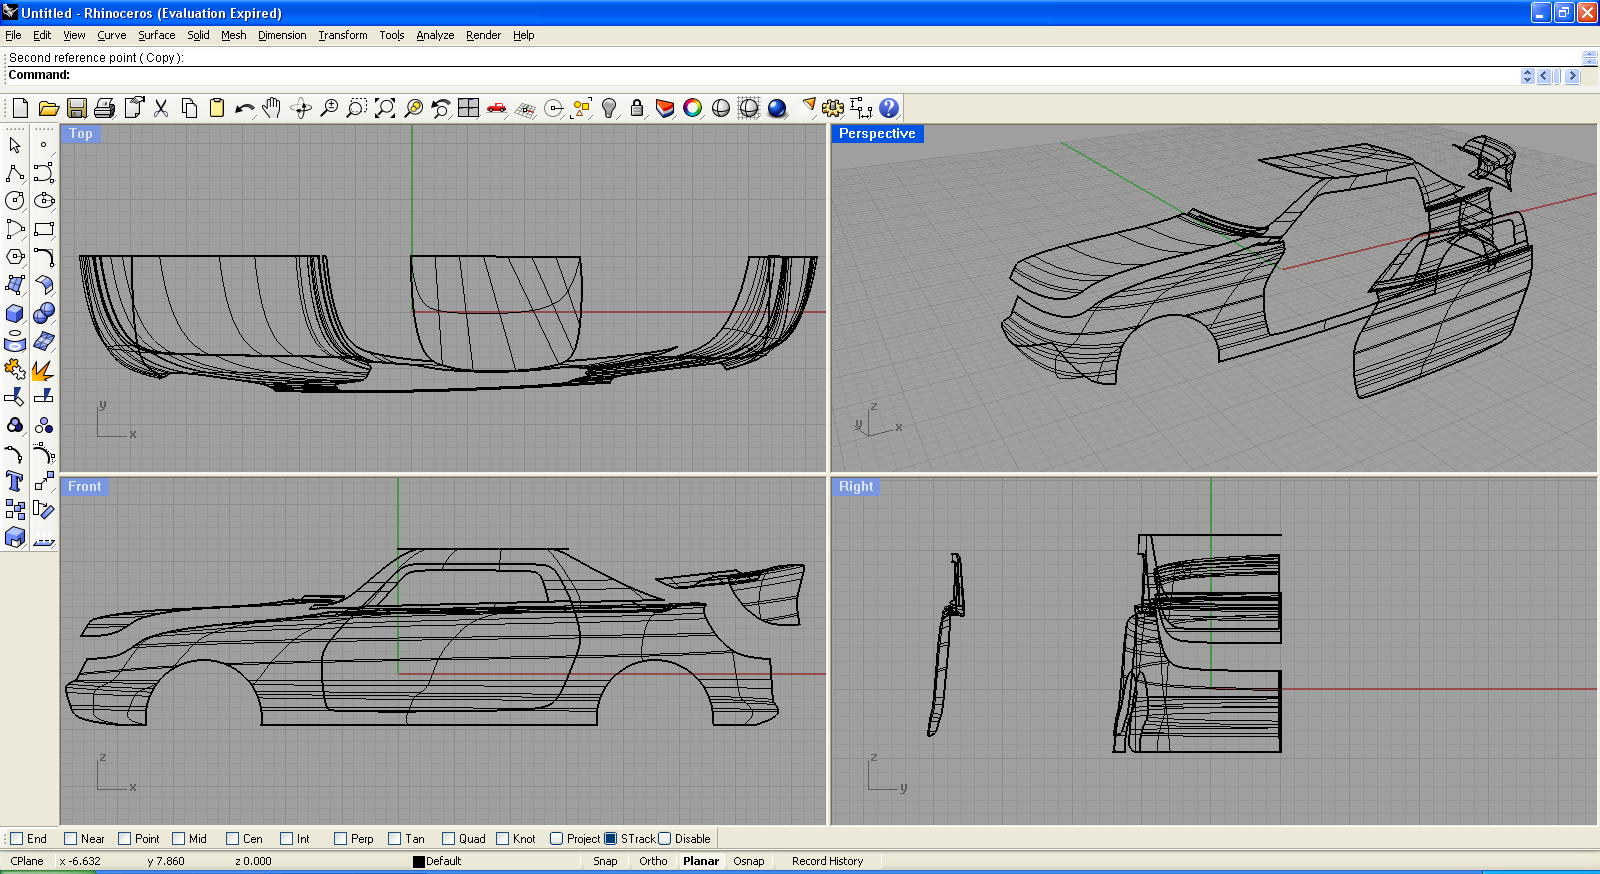 Untitled - Rhinoceros (Evaluation Expired)
File Edit View Curve Surface Solid Mesh Dimension Transform Tools Analyze Render Help
Second reference point ( Copy ):
Command:
Top
Perspective
y
x
z
y
x
Front
Right
z
x
z
y
End Near Point Mid Cen Int Perp Tan Quad Knot Project STrack Disable
CPlane x -6.632 y 7.860 z 0.000 Default Snap Ortho Planar Osnap Record History